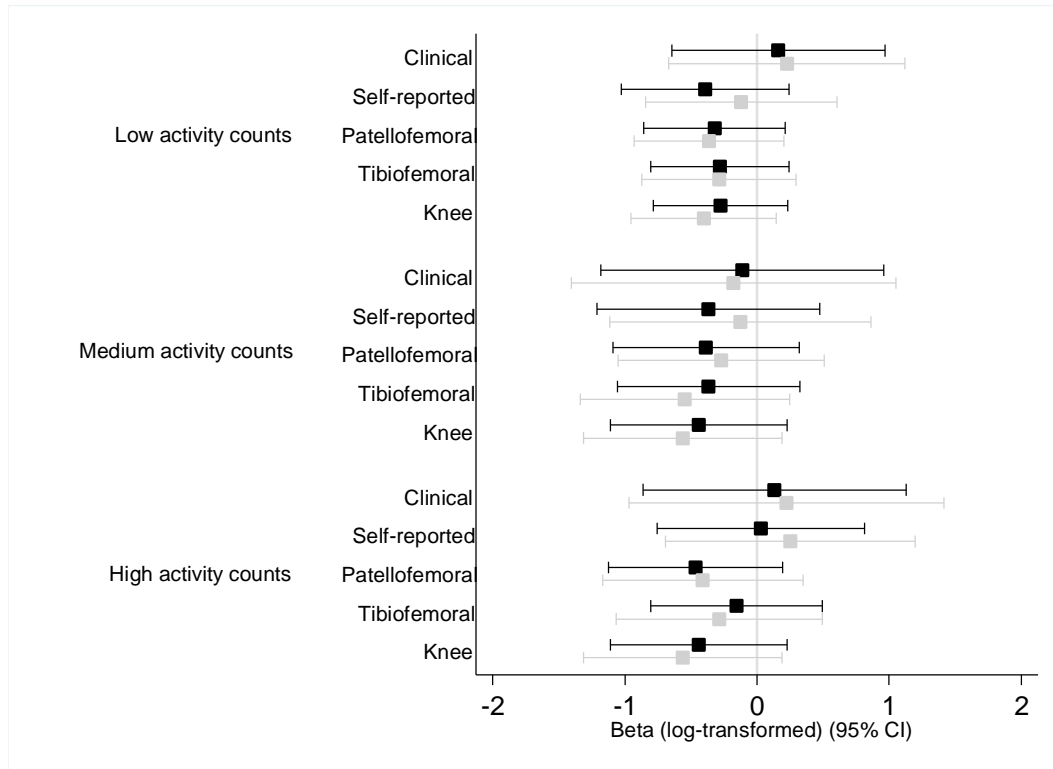 Clinical
Self-reported
Low activity counts Patellofemoral
Tibiofemoral
Knee
Clinical
Self-reported
Medium activity counts Patellofemoral
Tibiofemoral
Knee
Clinical
Self-reported
High activity counts Patellofemoral
Tibiofemoral
Knee
-2 -1 0 1 2
Beta (log-transformed) (95% CI)